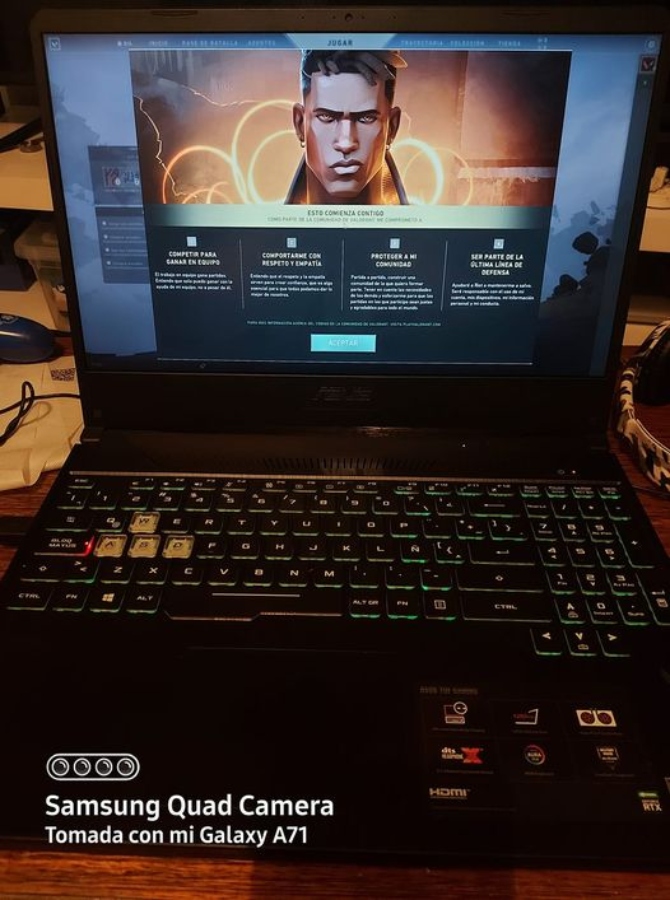 INICIO PASE DE BATALLA AGENTES JUGAR TRAYECTORIA COLECCIÓN TIENDA
ESTO COMIENZA CONTIGO
COMO PARTE DE LA COMUNIDAD DE VALORANT ME COMPROMETO A
COMPETIR PARA
GANAR EN EQUIPO
El trabajo en equipo gana partidas.
Entiendo que solo puedo ganar con la
ayuda de mi equipo, no a pesar de él.
COMPORTARME CON
RESPETO Y EMPATÍA
Entiendo que el respeto y la empatía
sirven para crear confianza, que es algo
esencial para que todos podamos dar lo
mejor de nosotros.
PROTEGER A MI
COMUNIDAD
Partida a partida, construir una
comunidad de la que quiero formar
parte. Tener en cuenta las necesidades
de los demás y esforzarme para que las
partidas en las que participo sean justas
y agradables para todo el mundo.
SER PARTE DE LA
ÚLTIMA LÍNEA DE
DEFENSA
Ayudaré a Riot a mantenerme a salvo.
Seré responsable con el uso de mi
cuenta, mis dispositivos, mi información
personal y mi conducta.
PARA MÁS INFORMACIÓN ACERCA DEL CÓDIGO DE LA COMUNIDAD DE VALORANT, VISITA PLAYVALORANT.COM
ACEPTAR
ASUS
W E R T Y U I O P
BLOQ
MAYÚS
A S D F G H J K L Ñ
Z X C V B N M
CTRL FN ALT ALT GR FN CTRL
ASUS TUF GAMING
dts X
AURA
HDMI
GEFORCE
RTX
Samsung Quad Camera
Tomada con mi Galaxy A71